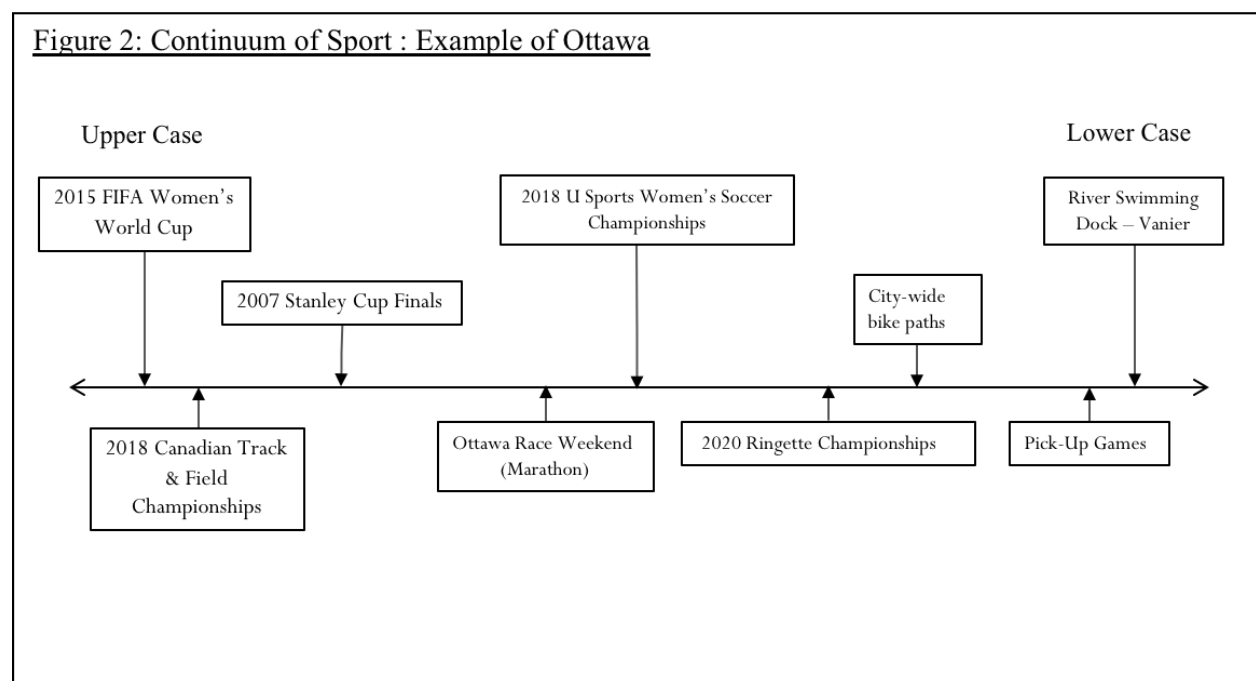 Figure 2: Continuum of Sport : Example of Ottawa
Upper Case
Lower Case
2015 FIFA Women’s
World Cup
2018 U Sports Women’s Soccer
Championships
River Swimming
Dock – Vanier
2007 Stanley Cup Finals
City-wide
bike paths
2018 Canadian Track
& Field
Championships
Ottawa Race Weekend
(Marathon)
2020 Ringette Championships
Pick-Up Games